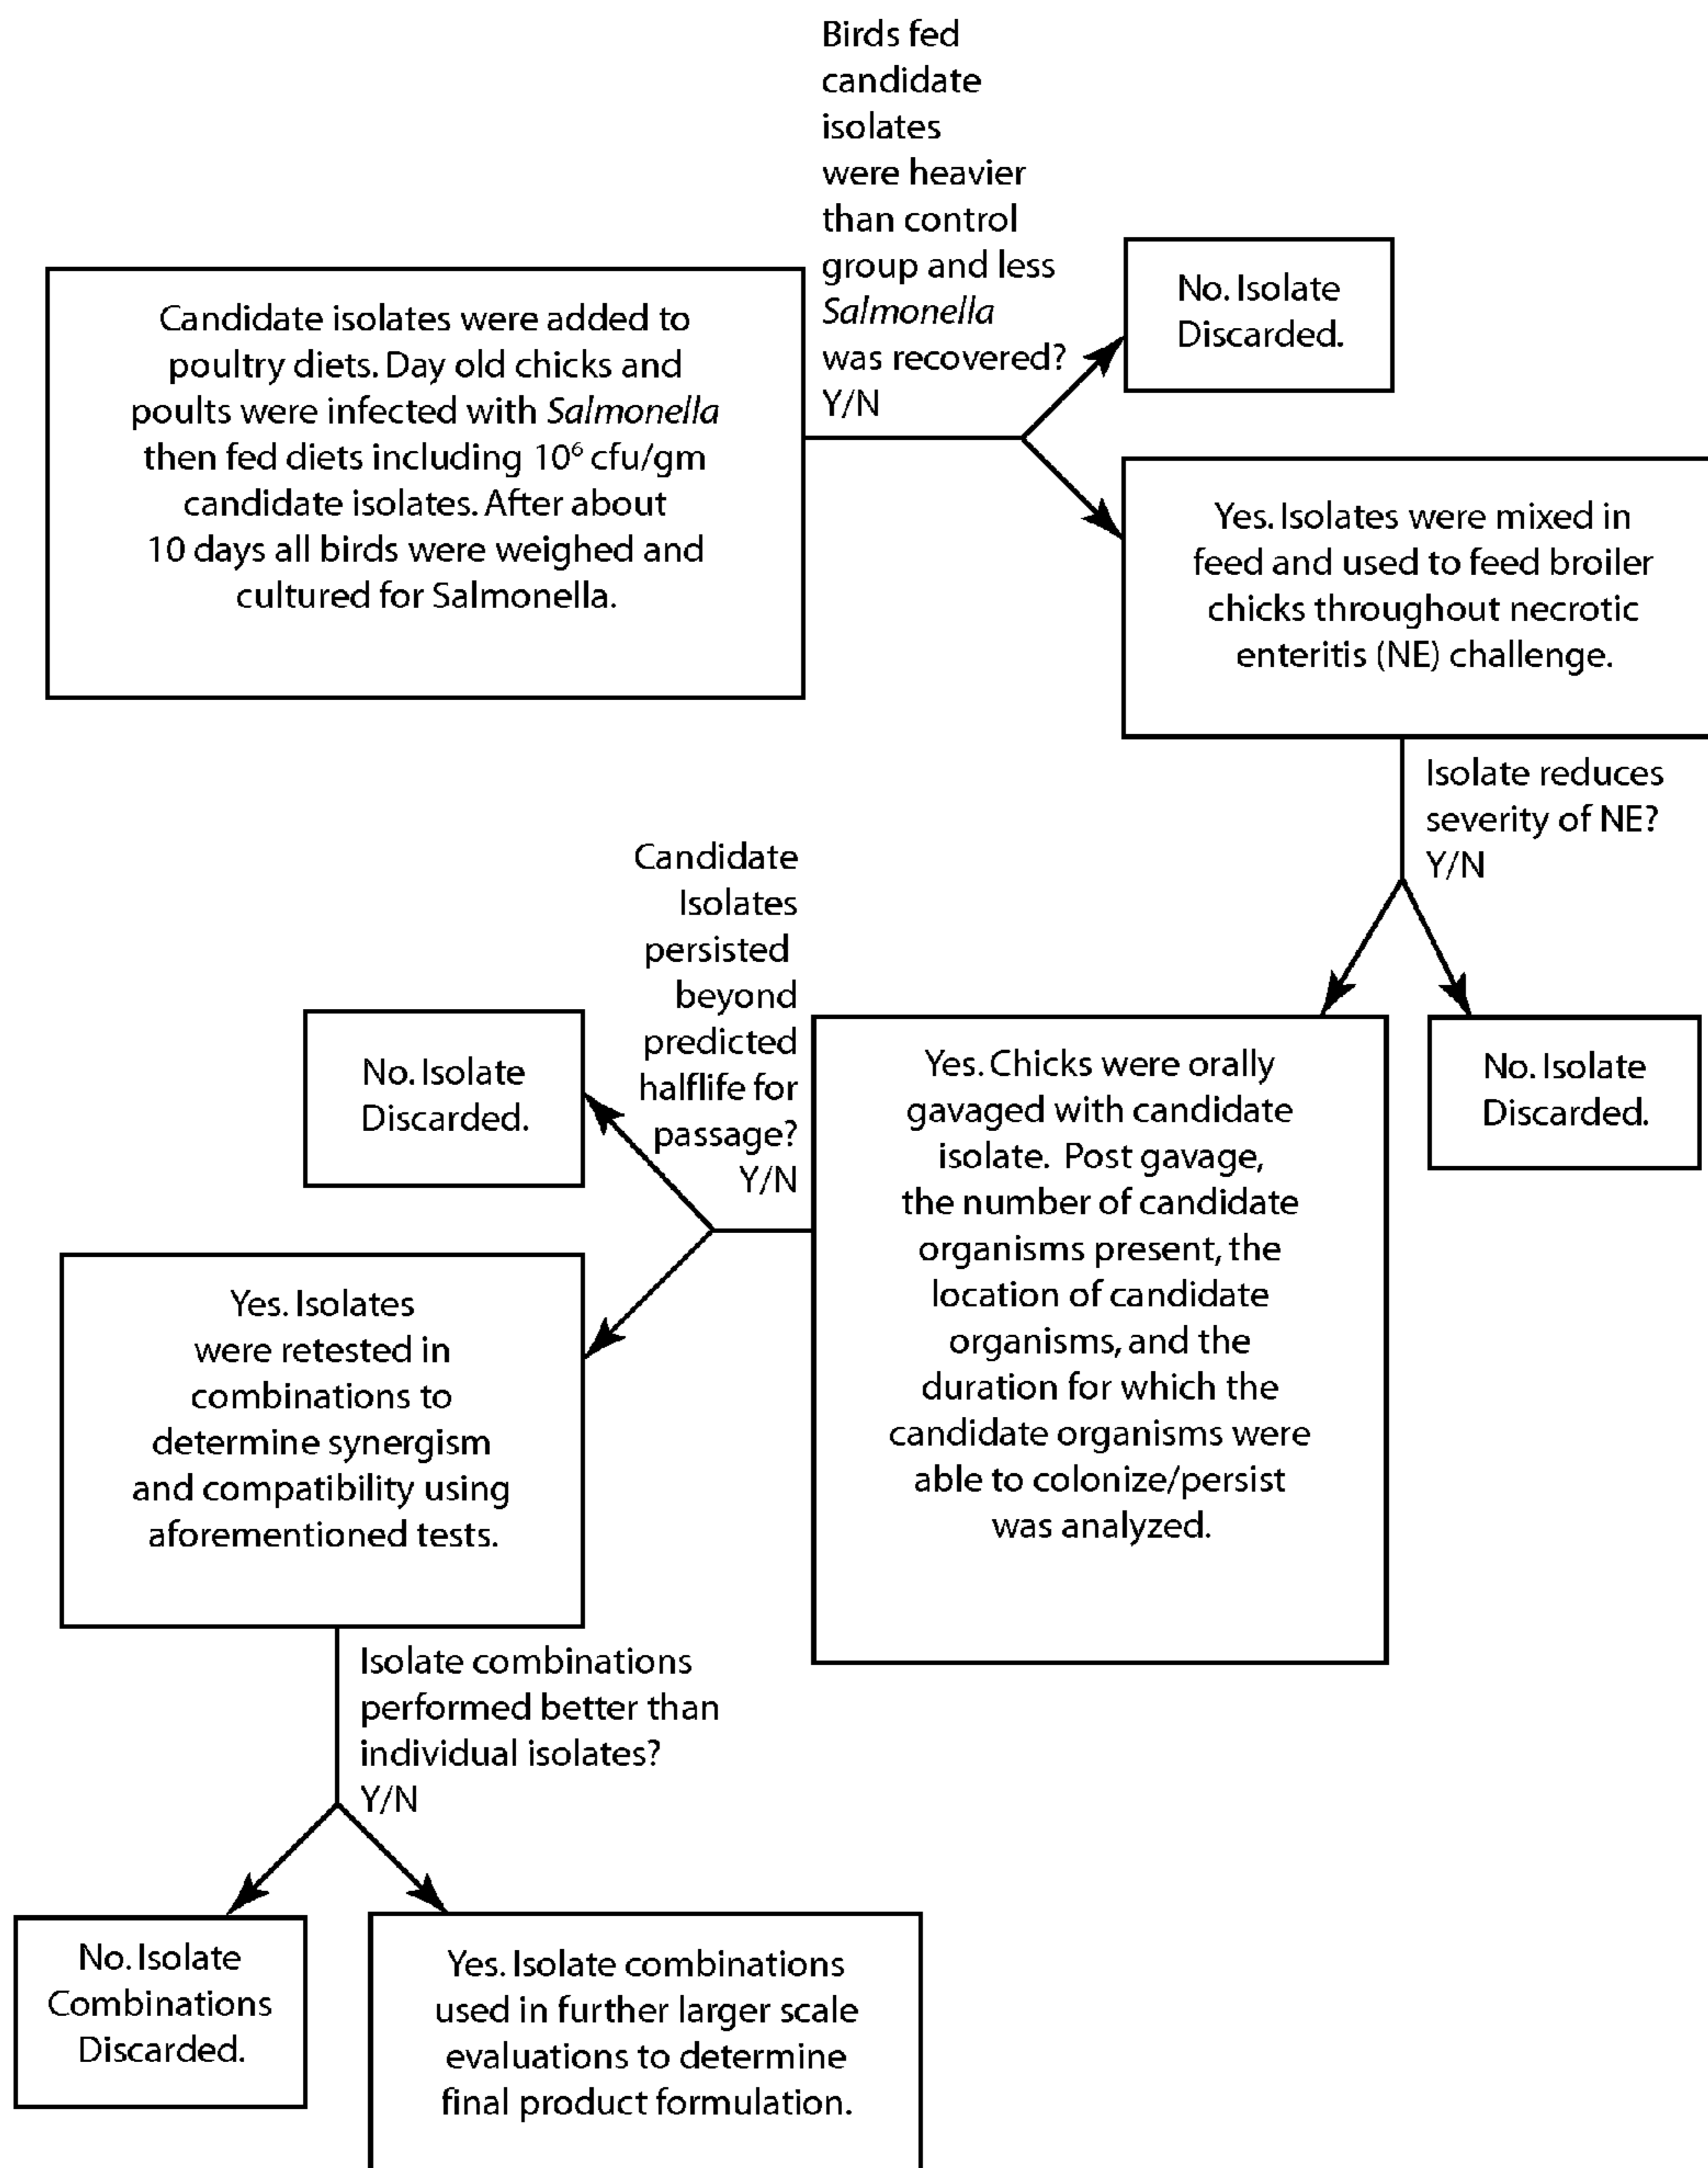 Birds fed
candidate
isolates
were heavier
than control
group and less
Salmonella
was recovered?
Y/N
Candidate isolates were added to
poultry diets. Day old chicks and
poults were infected with Salmonella
then fed diets including 10⁶ cfu/gm
candidate isolates. After about
10 days all birds were weighed and
cultured for Salmonella.
No. Isolate
Discarded.
Yes. Isolates were mixed in
feed and used to feed broiler
chicks throughout necrotic
enteritis (NE) challenge.
Isolate reduces
severity of NE?
Y/N
No. Isolate
Discarded.
Yes. Chicks were orally
gavaged with candidate
isolate. Post gavage,
the number of candidate
organisms present, the
location of candidate
organisms, and the
duration for which the
candidate organisms were
able to colonize/persist
was analyzed.
Candidate
Isolates
persisted
beyond
predicted
halflife for
passage?
Y/N
No. Isolate
Discarded.
Yes. Isolates
were retested in
combinations to
determine synergism
and compatibility using
aforementioned tests.
Isolate combinations
performed better than
individual isolates?
Y/N
No. Isolate
Combinations
Discarded.
Yes. Isolate combinations
used in further larger scale
evaluations to determine
final product formulation.